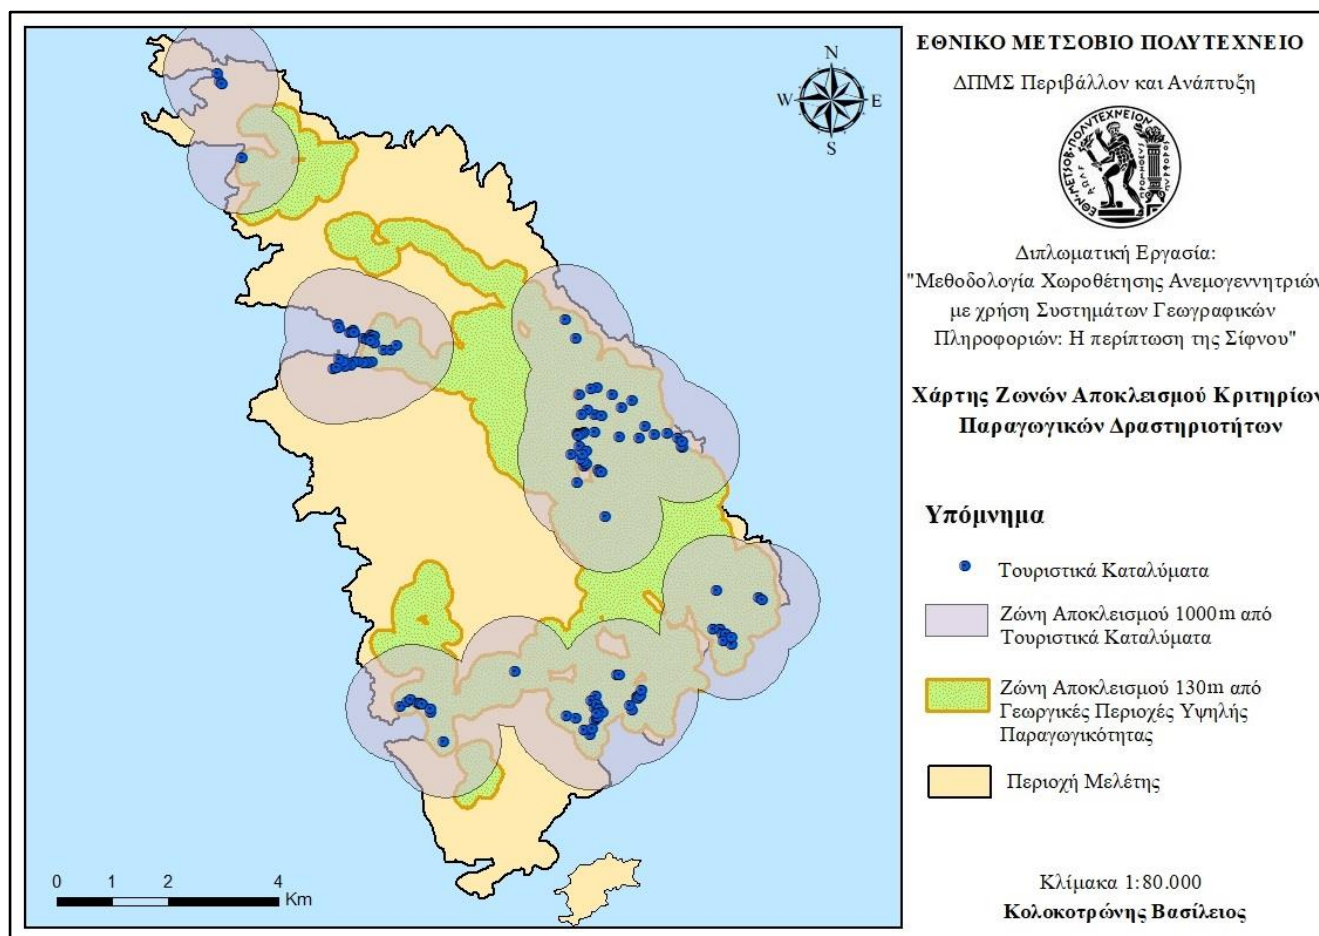 ΕΘΝΙΚΟ ΜΕΤΣΟΒΙΟ ΠΟΛΥΤΕΧΝΕΙΟ
ΔΠΜΣ Περιβάλλον και Ανάπτυξη
Διπλωματική Εργασία:
"Μεθοδολογία Χωροθέτησης Ανεμογεννητριών
με χρήση Συστημάτων Γεωγραφικών
Πληροφοριών: Η περίπτωση της Σίφνου"
Χάρτης Ζωνών Αποκλεισμού Κριτηρίων
Παραγωγικών Δραστηριοτήτων
Υπόμνημα
Τουριστικά Καταλύματα
Ζώνη Αποκλεισμού 1000m από
Τουριστικά Καταλύματα
Ζώνη Αποκλεισμού 130m από
Γεωργικές Περιοχές Υψηλής
Παραγωγικότητας
Περιοχή Μελέτης
Κλίμακα 1:80.000
Κολοκοτρώνης Βασίλειος
N
W E
S
0 1 2 4
Km